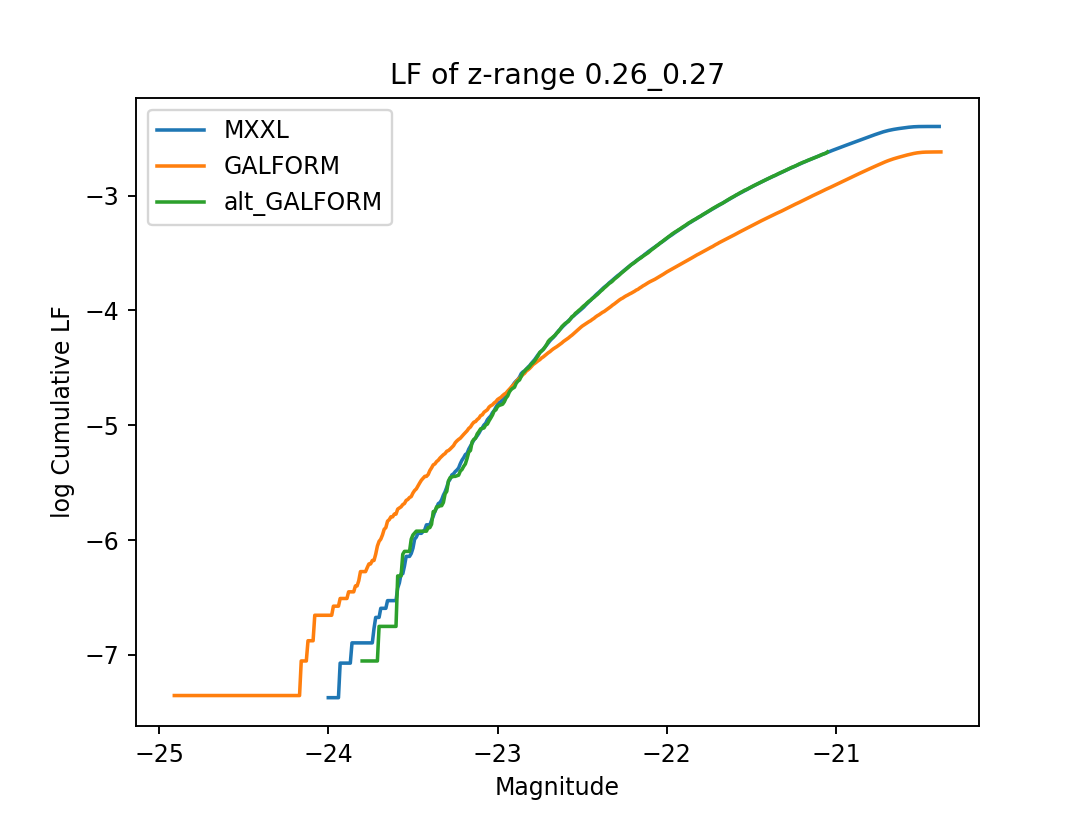 LF of z-range 0.26_0.27
MXXL
GALFORM
alt_GALFORM
log Cumulative LF
−3
−4
−5
−6
−7
−25 −24 −23 −22 −21
Magnitude